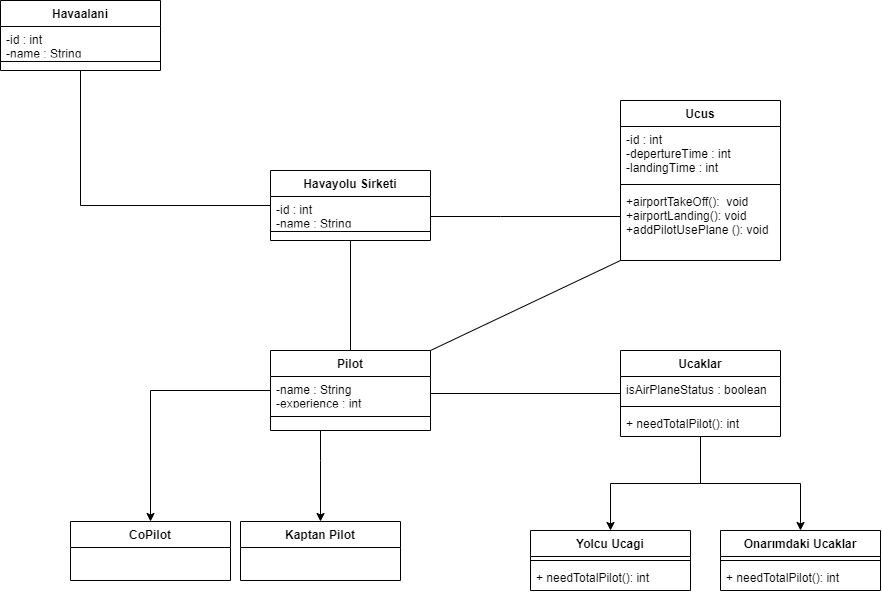 Havaalani
-id : int
-name : String
Ucus
-id : int
-depertureTime : int
-landingTime : int
+airportTakeOff(): void
+airportLanding(): void
+addPilotUsePlane (): void
Havayolu Sirketi
-id : int
-name : String
Pilot
-name : String
-experience : int
Ucaklar
isAirPlaneStatus : boolean
+ needTotalPilot(): int
CoPilot
Kaptan Pilot
Yolcu Ucagi
+ needTotalPilot(): int
Onarımdaki Ucaklar
+ needTotalPilot(): int